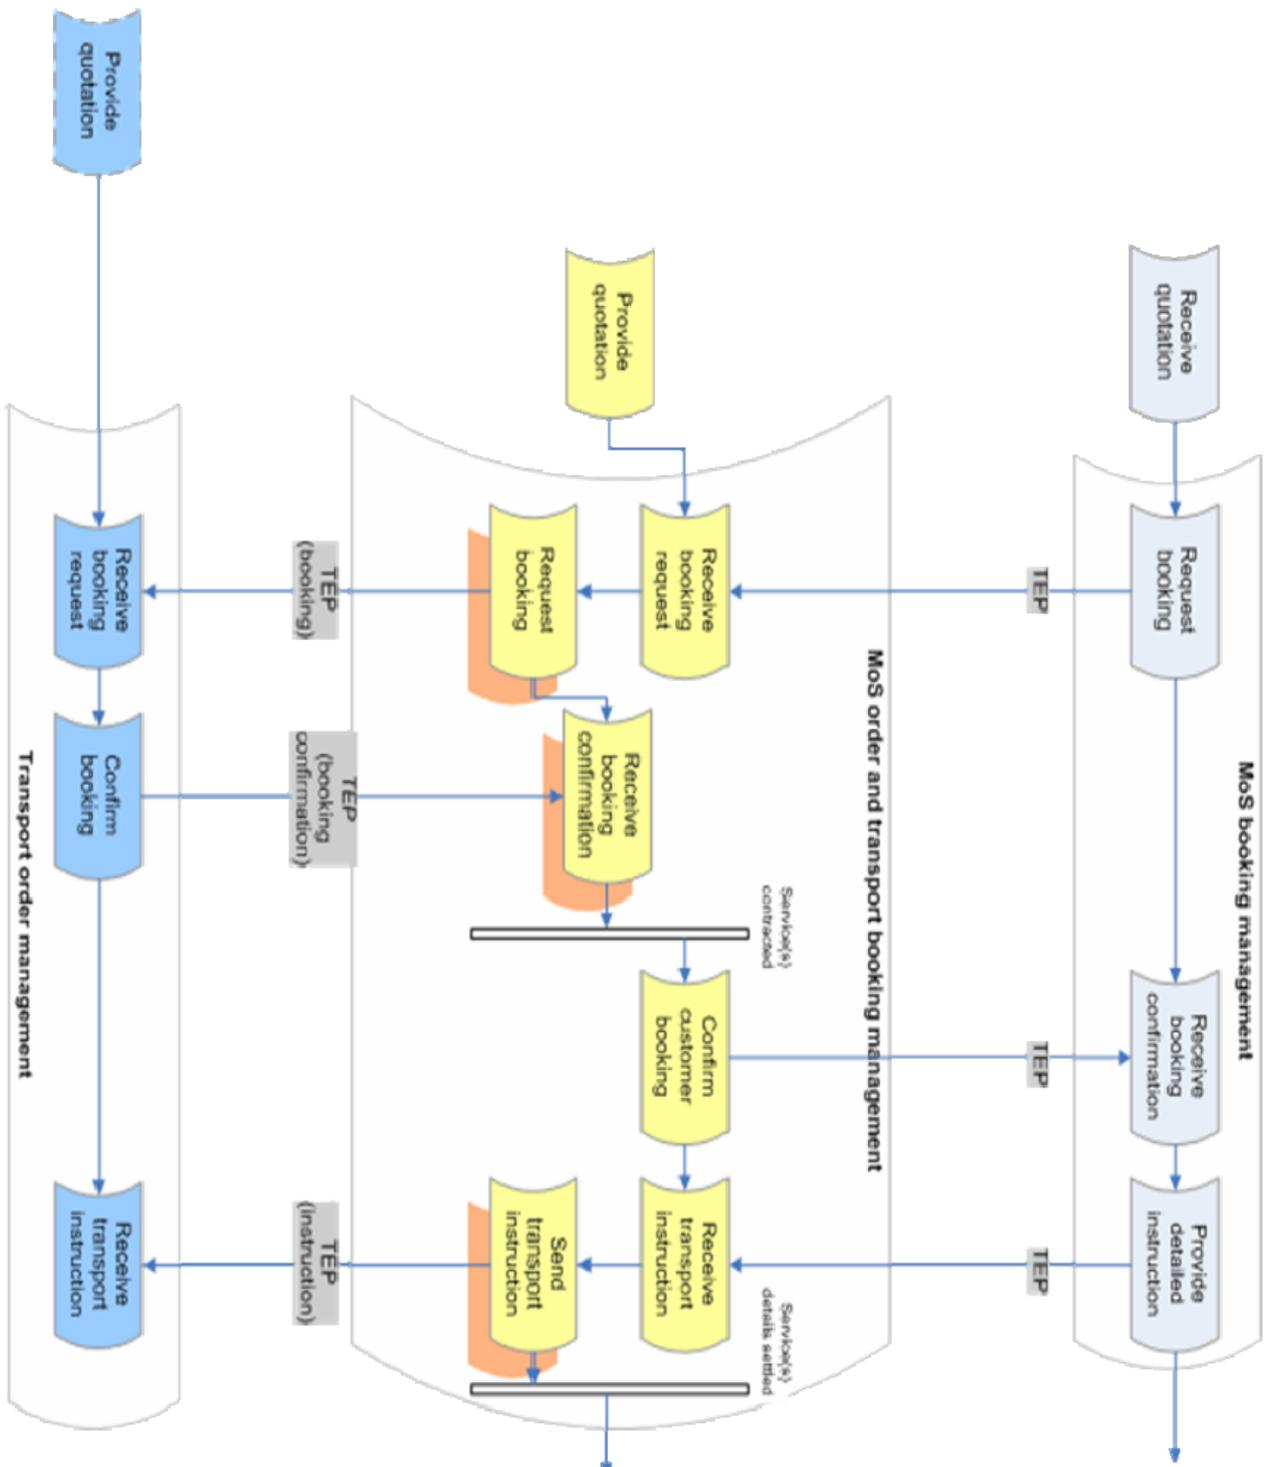 MoS booking management
Receive
quotation
Request
booking
Receive
booking
confirmation
Provide
detailed
instruction
TEP
TEP
TEP
MoS order and transport booking management
Service(s)
contracted
Service(s)
details settled
Provide
quotation
Receive
booking
request
Request
booking
Receive
booking
confirmation
Confirm
customer
booking
Receive
transport
instruction
Send
transport
instruction
TEP
(booking)
TEP
(booking
confirmation)
TEP
(instruction)
Provide
quotation
Receive
booking
request
Confirm
booking
Receive
transport
instruction
Transport order management